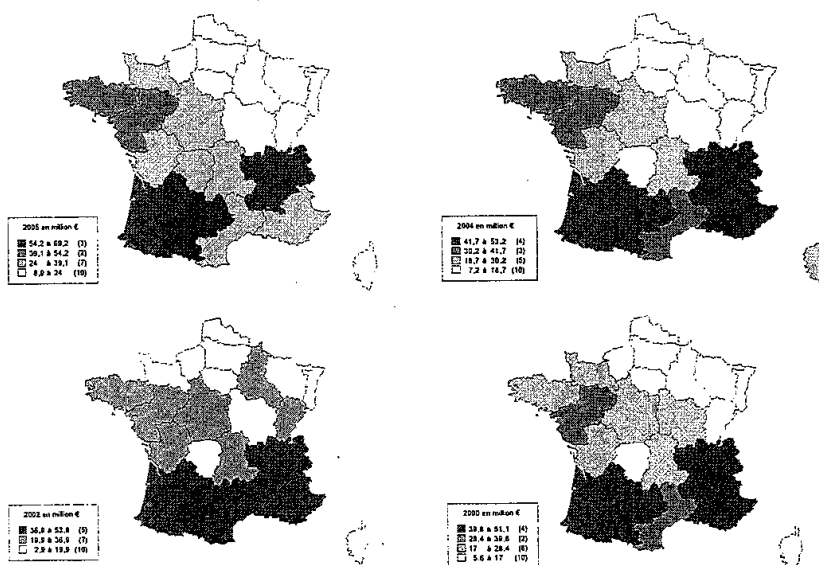 2005 en million €
54,2 à 69,2 (3)
39,1 à 54,2 (2)
24 à 39,1 (7)
8,9 à 24 (10)
2004 en million €
41,7 à 53,2 (4)
30,2 à 41,7 (3)
18,7 à 30,2 (5)
7,2 à 18,7 (10)
2002 en million €
36,9 à 53,8 (5)
19,9 à 36,9 (7)
2,9 à 19,9 (10)
2000 en million €
39,8 à 51,1 (4)
28,4 à 39,8 (2)
17 à 28,4 (6)
5,6 à 17 (10)